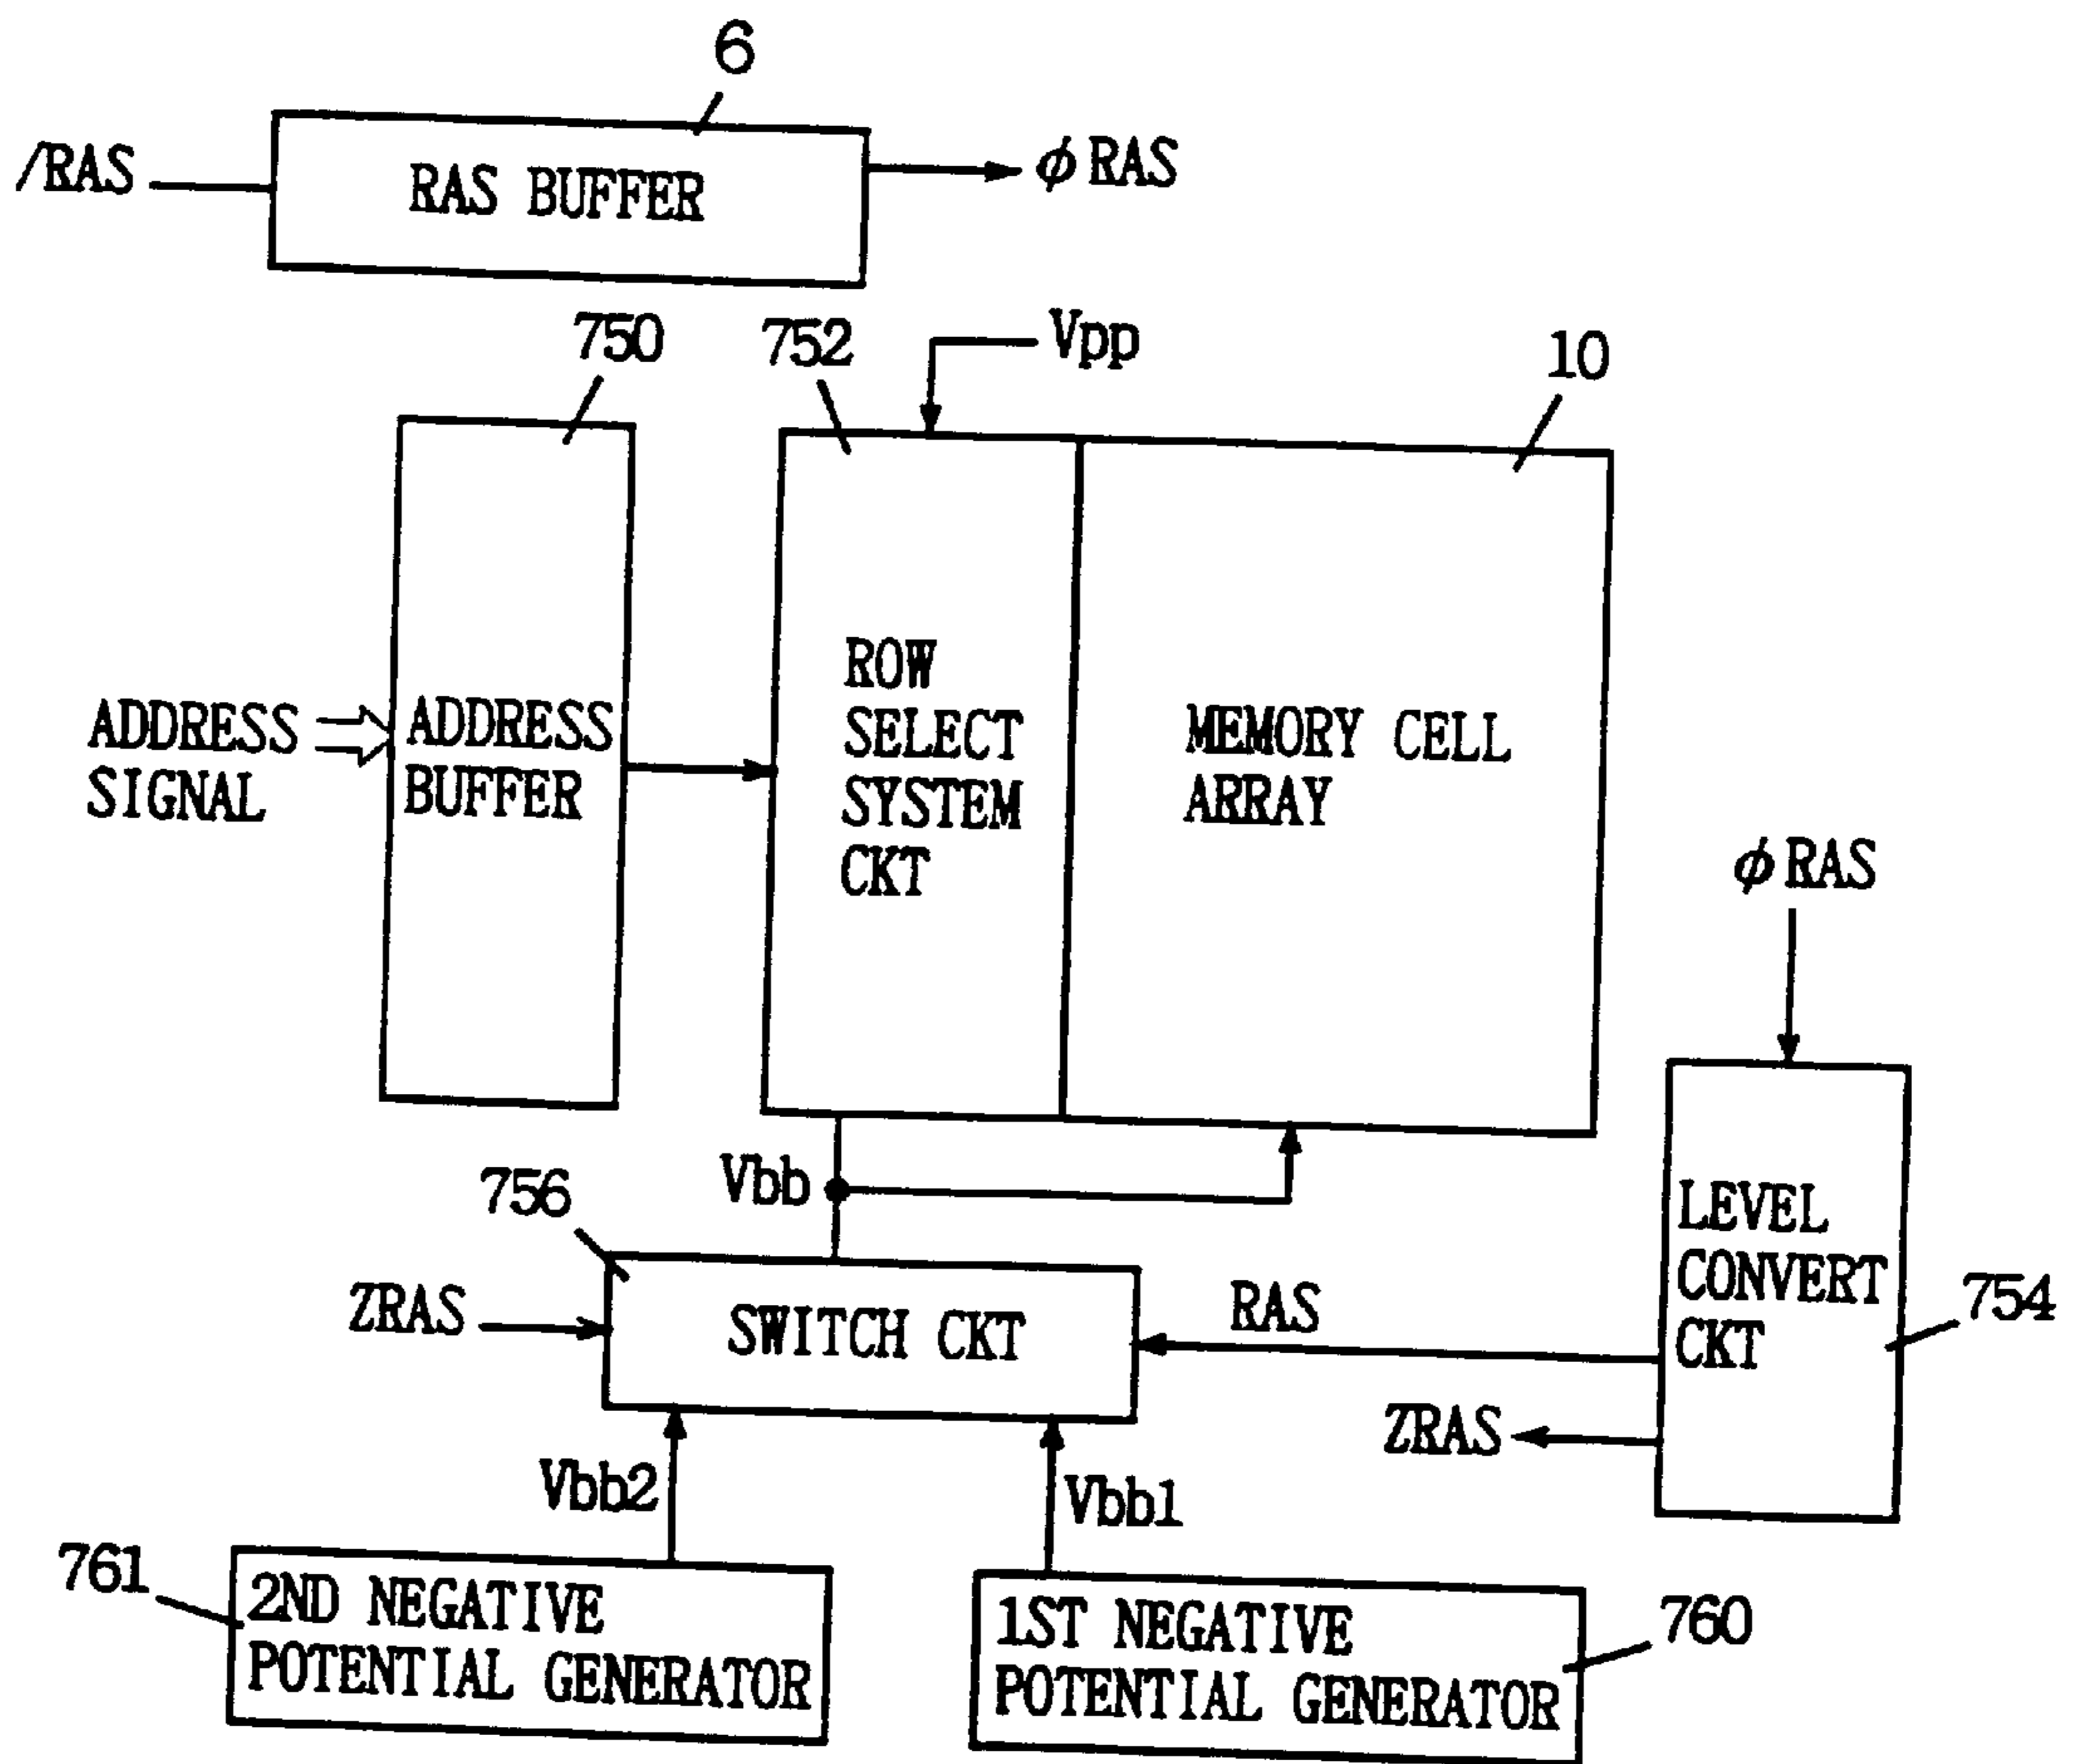 6
/RAS
RAS BUFFER
φ RAS
750
752
Vpp
10
ADDRESS
SIGNAL
ADDRESS
BUFFER
ROW
SELECT
SYSTEM
CKT
MEMORY CELL
ARRAY
φ RAS
756
Vbb
ZRAS
SWITCH CKT
RAS
LEVEL
CONVERT
CKT
754
ZRAS
Vbb2
Vbb1
761
2ND NEGATIVE
POTENTIAL GENERATOR
1ST NEGATIVE
POTENTIAL GENERATOR
760